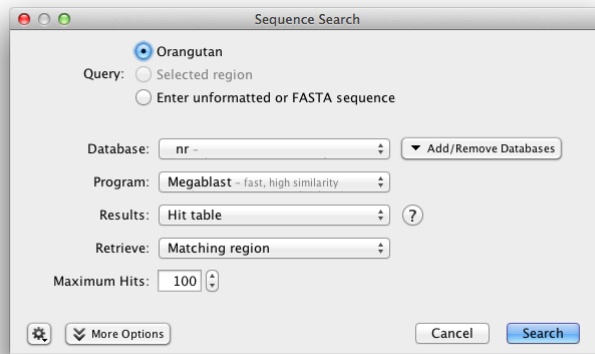 Sequence Search
Orangutan
Query: Selected region
Enter unformatted or FASTA sequence
Database: nr –
Add/Remove Databases
Program: Megablast – fast, high similarity
Results: Hit table
?
Retrieve: Matching region
Maximum Hits: 100
More Options
Cancel
Search